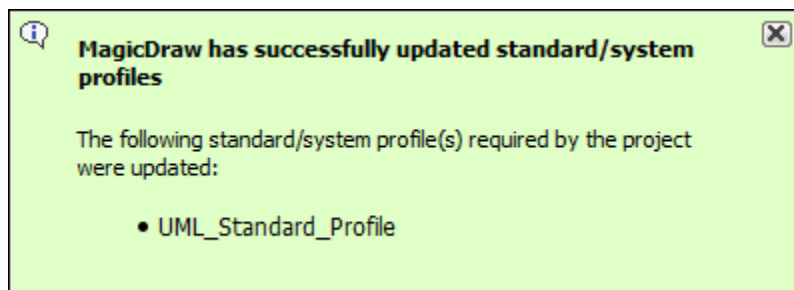 MagicDraw has successfully updated standard/system
profiles
The following standard/system profile(s) required by the project
were updated:
• UML_Standard_Profile